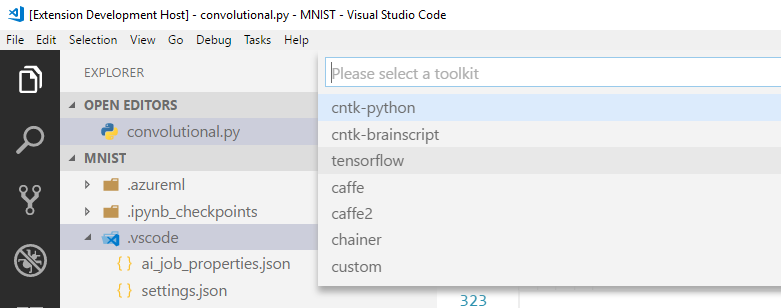 [Extension Development Host] - convolutional.py - MNIST - Visual Studio Code
File Edit Selection View Go Debug Tasks Help
EXPLORER
Please select a toolkit
OPEN EDITORS
convolutional.py
MNIST
.azureml
.ipynb_checkpoints
.vscode
{ } ai_job_properties.json
{ } settings.json
cntk-python
cntk-brainscript
tensorflow
caffe
caffe2
chainer
custom
323